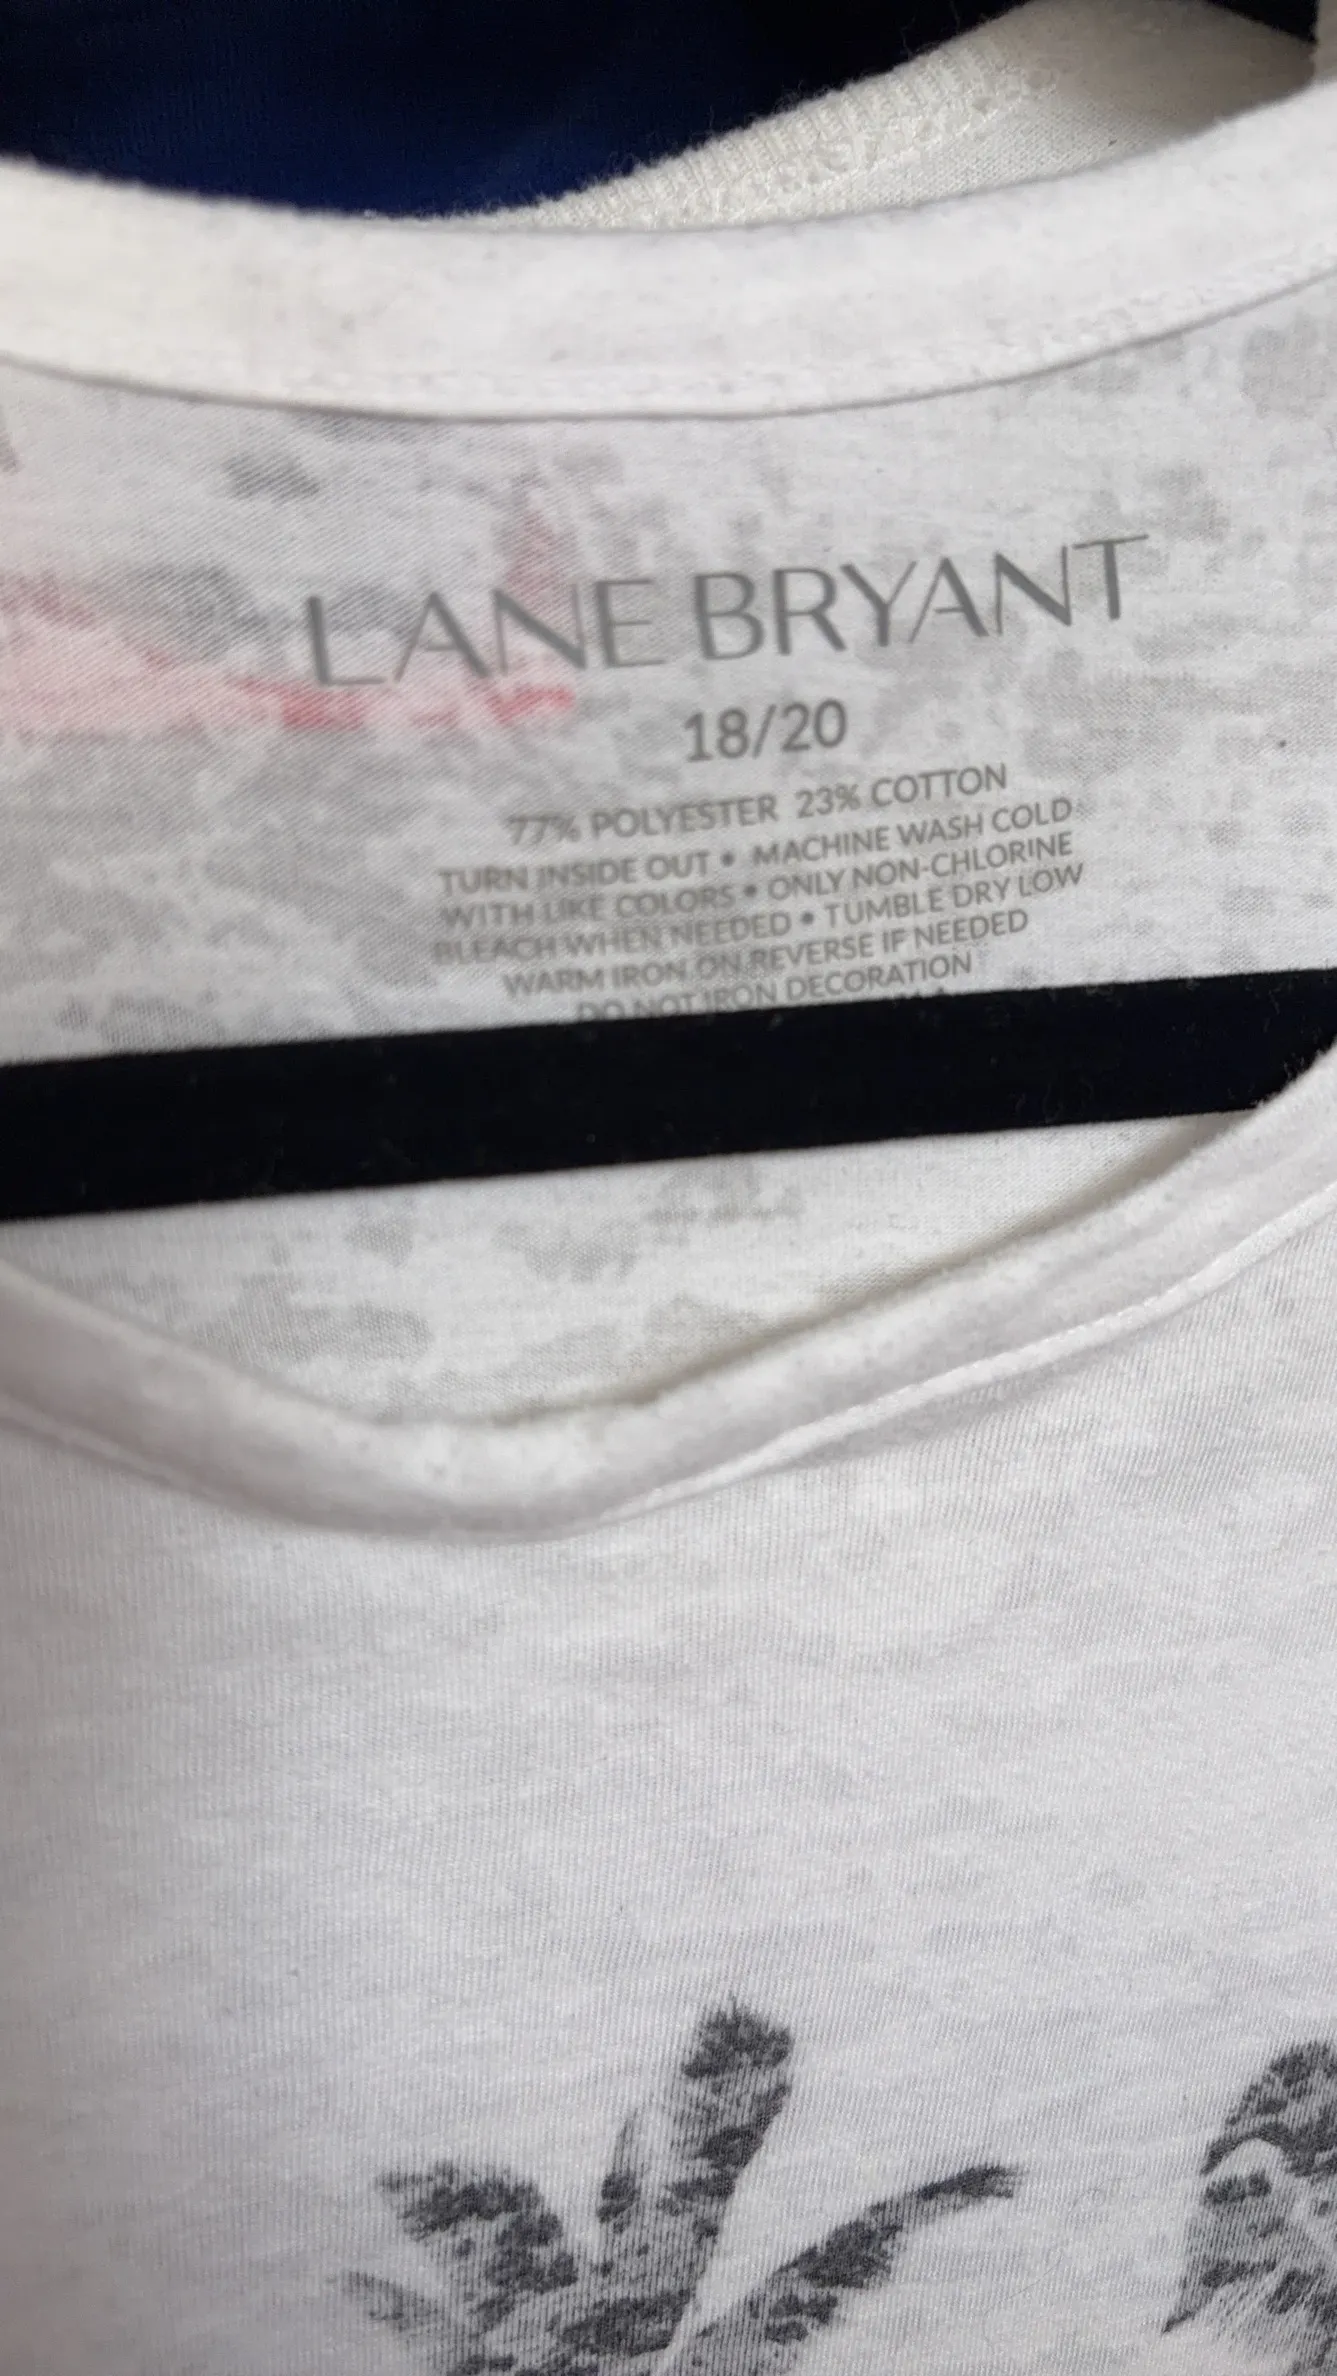 LANE BRYANT
18/20
77% POLYESTER 23% COTTON
TURN INSIDE OUT • MACHINE WASH COLD
WITH LIKE COLORS • ONLY NON-CHLORINE
BLEACH WHEN NEEDED • TUMBLE DRY LOW
WARM IRON ON REVERSE IF NEEDED
DO NOT IRON DECORATION